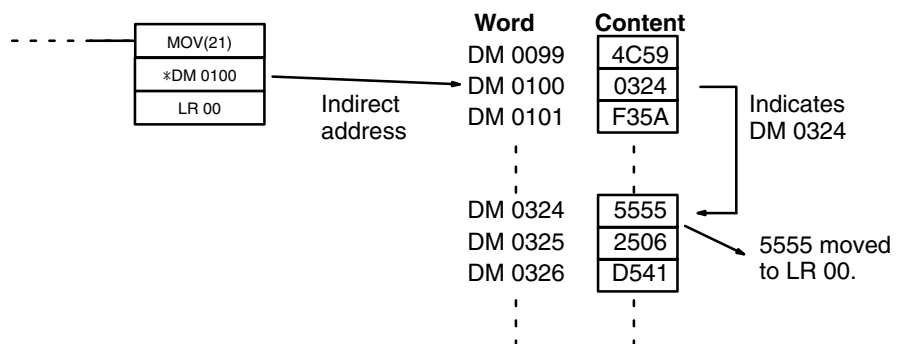 MOV(21)
*DM 0100
LR 00
Indirect
address
Word Content
DM 0099 4C59
DM 0100 0324
DM 0101 F35A
Indicates
DM 0324
DM 0324 5555
DM 0325 2506
DM 0326 D541
5555 moved
to LR 00.